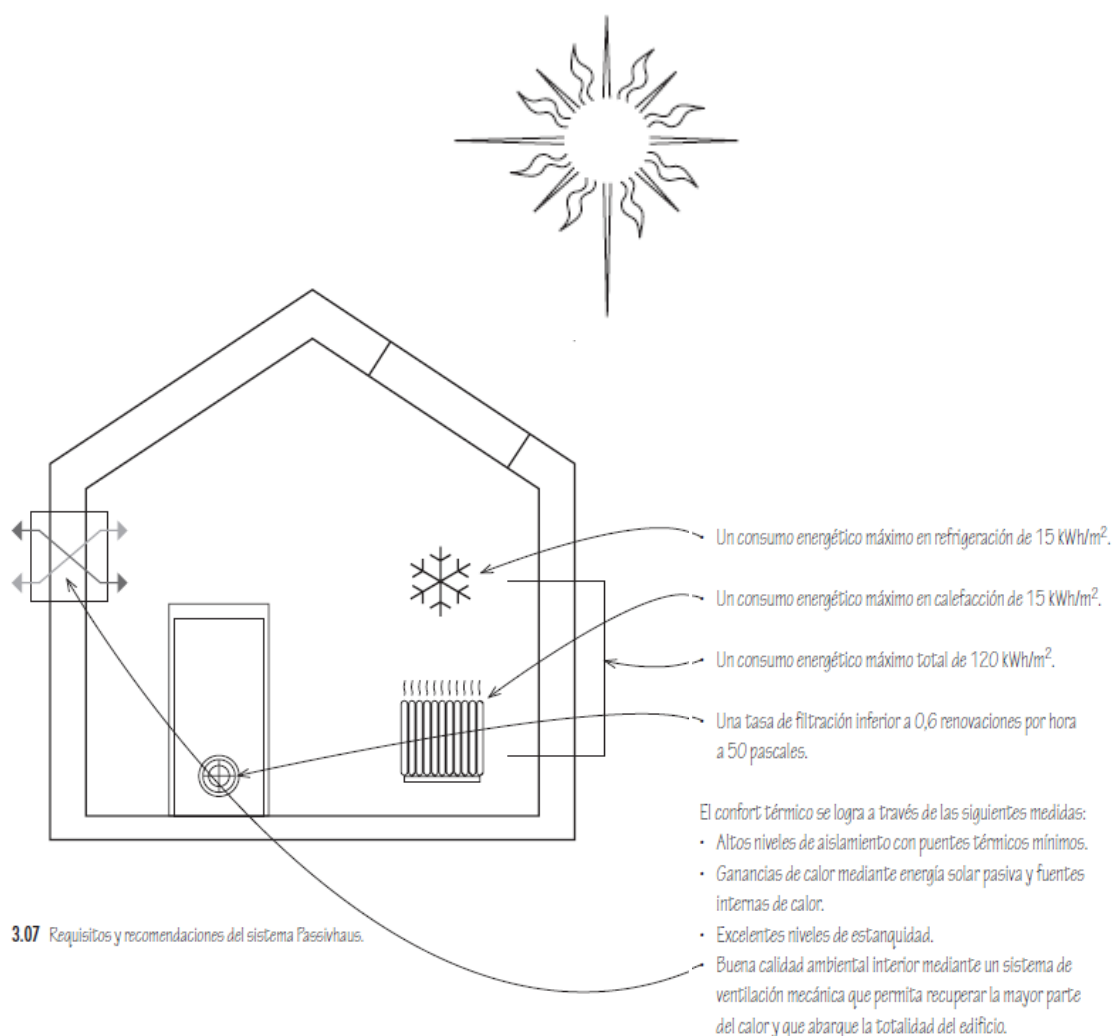 Un consumo energético máximo en refrigeración de 15 kWh/m².
Un consumo energético máximo en calefacción de 15 kWh/m².
Un consumo energético máximo total de 120 kWh/m².
Una tasa de filtración inferior a 0,6 renovaciones por hora
a 50 pascales.
El confort térmico se logra a través de las siguientes medidas:
• Altos niveles de aislamiento con puentes térmicos mínimos.
• Ganancias de calor mediante energía solar pasiva y fuentes
internas de calor.
• Excelentes niveles de estanquidad.
• Buena calidad ambiental interior mediante un sistema de
ventilación mecánica que permita recuperar la mayor parte
del calor y que abarque la totalidad del edificio.
3.07 Requisitos y recomendaciones del sistema Passivhaus.